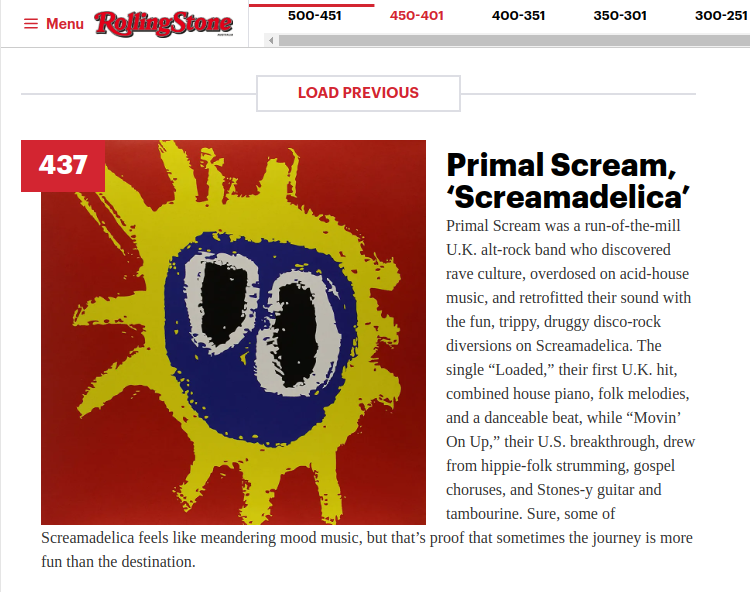 Menu
RollingStone
500-451
450-401
400-351
350-301
300-251
LOAD PREVIOUS
437
Primal Scream,
‘Screamadelica’
Primal Scream was a run-of-the-mill
U.K. alt-rock band who discovered
rave culture, overdosed on acid-house
music, and retrofitted their sound with
the fun, trippy, druggy disco-rock
diversions on Screamadelica. The
single “Loaded,” their first U.K. hit,
combined house piano, folk melodies,
and a danceable beat, while “Movin’
On Up,” their U.S. breakthrough, drew
from hippie-folk strumming, gospel
choruses, and Stones-y guitar and
tambourine. Sure, some of
Screamadelica feels like meandering mood music, but that’s proof that sometimes the journey is more
fun than the destination.